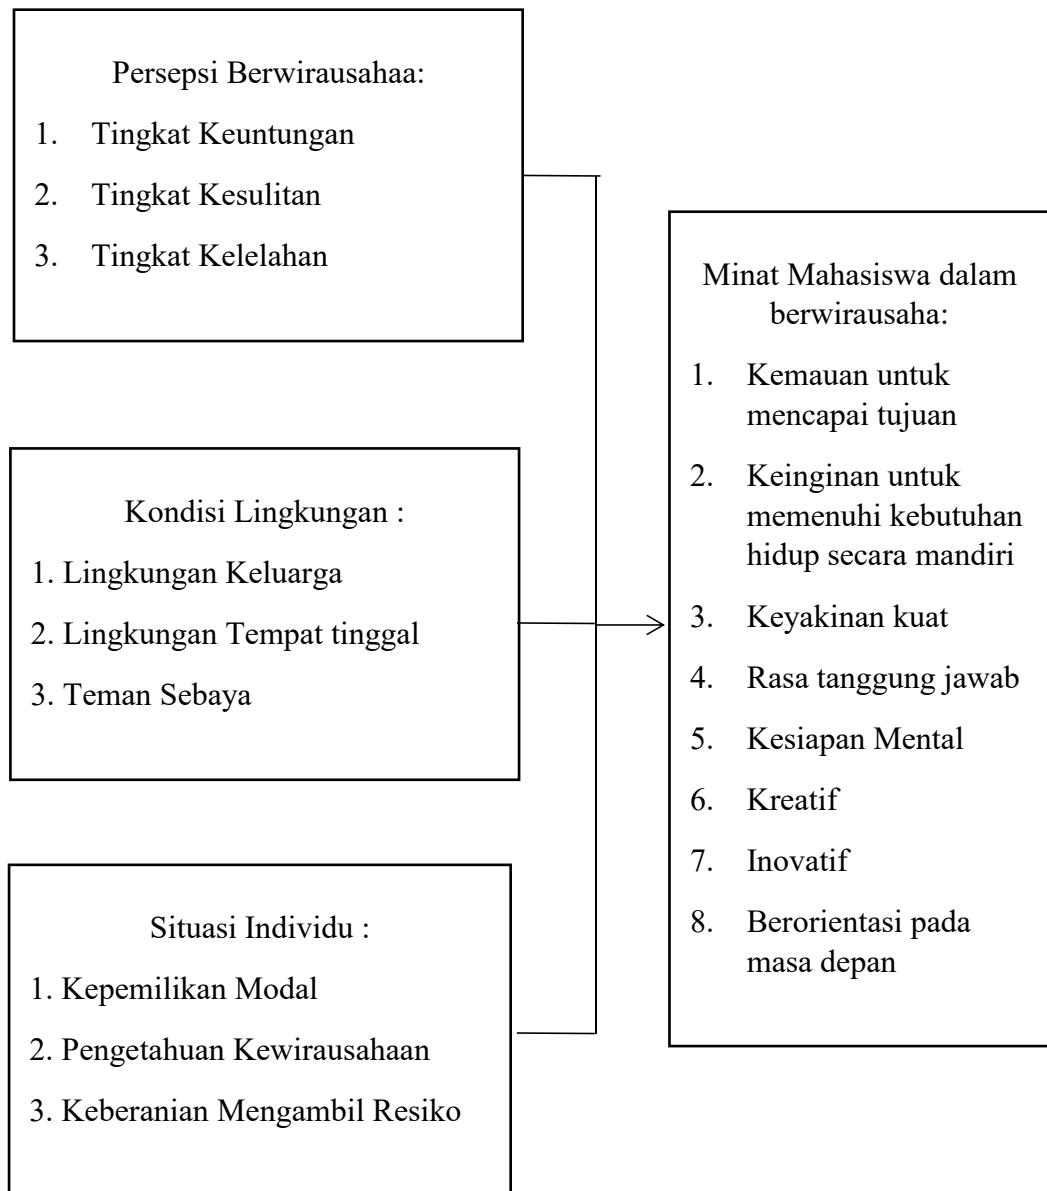 Persepsi Berwirausahaa:
1. Tingkat Keuntungan
2. Tingkat Kesulitan
3. Tingkat Kelelahan
Kondisi Lingkungan :
1. Lingkungan Keluarga
2. Lingkungan Tempat tinggal
3. Teman Sebaya
Situasi Individu :
1. Kepemilikan Modal
2. Pengetahuan Kewirausahaan
3. Keberanian Mengambil Resiko
Minat Mahasiswa dalam
berwirausaha:
1. Kemauan untuk
mencapai tujuan
2. Keinginan untuk
memenuhi kebutuhan
hidup secara mandiri
3. Keyakinan kuat
4. Rasa tanggung jawab
5. Kesiapan Mental
6. Kreatif
7. Inovatif
8. Berorientasi pada
masa depan